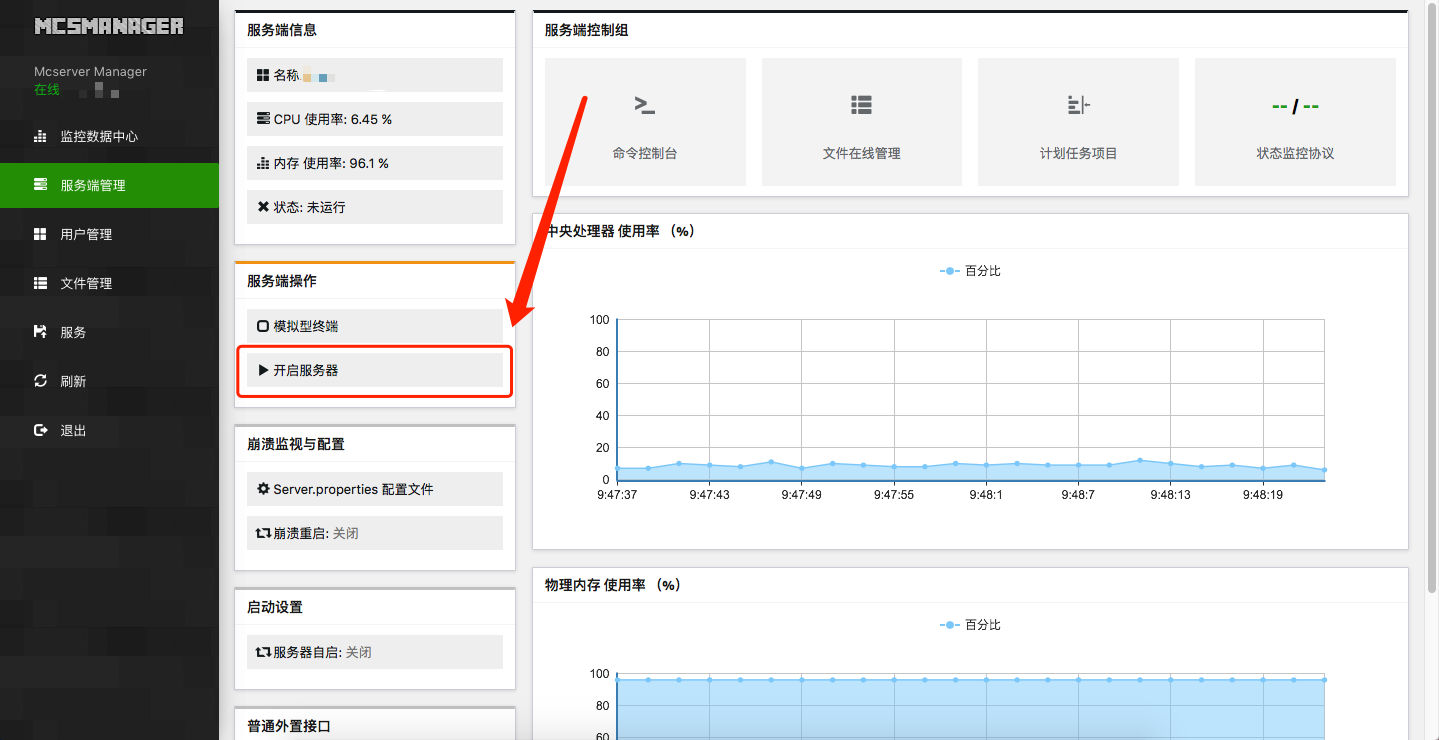 MCSMANAGER
Mcserver Manager
在线
监控数据中心
服务端管理
用户管理
文件管理
服务
刷新
退出
服务端信息
名称
CPU 使用率: 6.45 %
内存 使用率: 96.1 %
状态: 未运行
服务端操作
模拟型终端
开启服务器
崩溃监视与配置
Server.properties 配置文件
崩溃重启: 关闭
启动设置
服务器自启: 关闭
普通外置接口
服务端控制组
命令控制台
文件在线管理
计划任务项目
-- / --
状态监控协议
中央处理器 使用率 （%）
百分比
100
80
60
40
20
0
9:47:37 9:47:43 9:47:49 9:47:55 9:48:1 9:48:7 9:48:13 9:48:19
物理内存 使用率 （%）
百分比
100
80
60